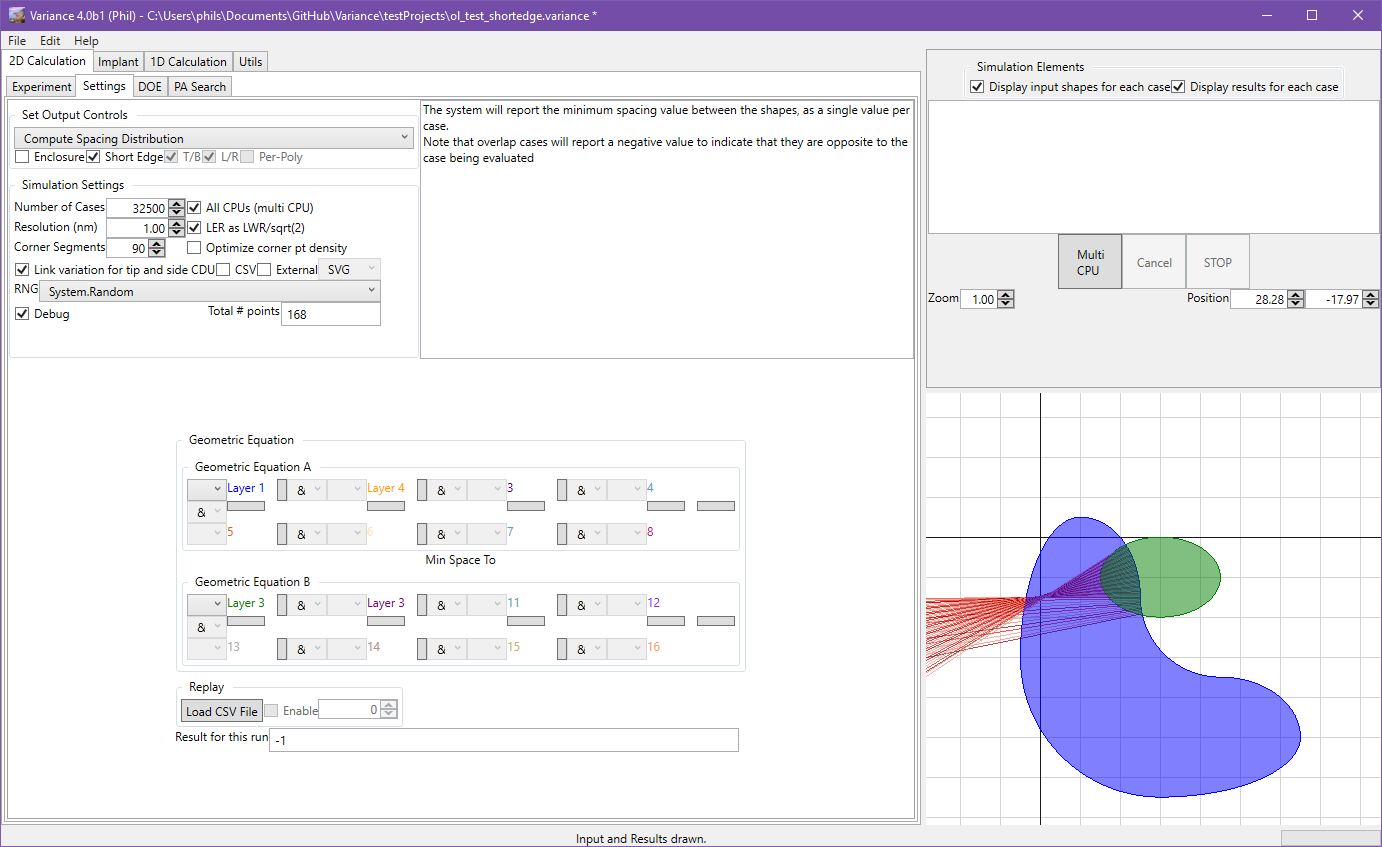 Variance 4.0b1 (Phil) - C:\Users\phils\Documents\GitHub\Variance\testProjects\ol_test_shortedge.variance *
File Edit Help
2D Calculation Implant 1D Calculation Utils
Experiment Settings DOE PA Search
Set Output Controls
Compute Spacing Distribution
Enclosure Short Edge T/B L/R Per-Poly
The system will report the minimum spacing value between the shapes, as a single value per
case.
Note that overlap cases will report a negative value to indicate that they are opposite to the
case being evaluated
Simulation Settings
Number of Cases 32500 All CPUs (multi CPU)
Resolution (nm) 1.00 LER as LWR/sqrt(2)
Corner Segments 90 Optimize corner pt density
Link variation for tip and side CDU CSV External SVG
RNG System.Random
Debug Total # points 168
Simulation Elements
Display input shapes for each case Display results for each case
Multi
CPU
Cancel STOP
Zoom 1.00 Position 28.28 -17.97
Geometric Equation
Geometric Equation A
Layer 1 & Layer 4 & 3 & 4
&
5 & 6 & 7 & 8
Min Space To
Geometric Equation B
Layer 3 & Layer 3 & 11 & 12
&
13 & 14 & 15 & 16
Replay
Load CSV File Enable 0
Result for this run -1
Input and Results drawn.